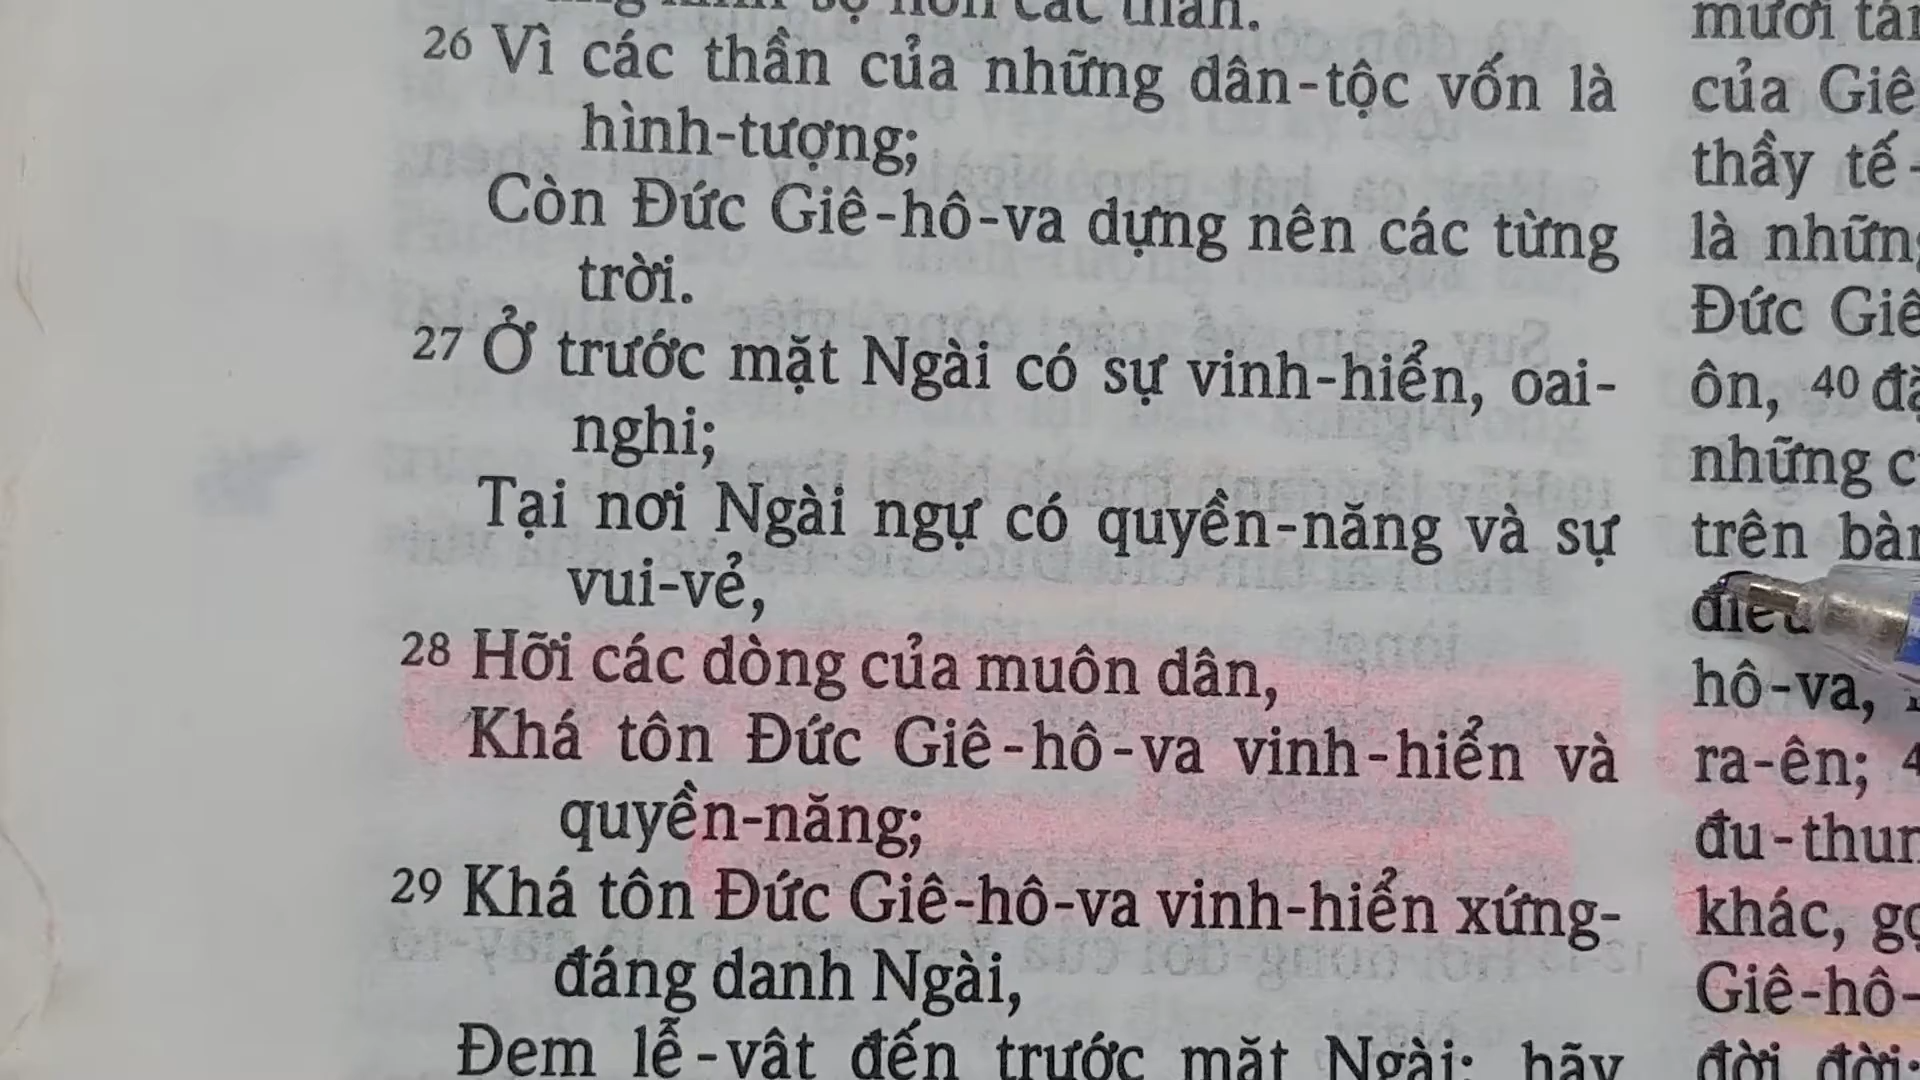 hơn các thần.
26 Vì các thần của những dân-tộc vốn là
hình-tượng;
Còn Đức Giê-hô-va dựng nên các từng
trời.
27 Ở trước mặt Ngài có sự vinh-hiển, oai-
nghi;
Tại nơi Ngài ngự có quyền-năng và sự
vui-vẻ,
28 Hỡi các dòng của muôn dân,
Khá tôn Đức Giê-hô-va vinh-hiển và
quyền-năng;
29 Khá tôn Đức Giê-hô-va vinh-hiển xứng-
đáng danh Ngài,
Đem lễ-vật đến trước mặt Ngài; hãy
mươi
của Giê
thầy tế-
là những
Đức Giê
ôn, 40
những
trên
hô-va,
ra-ên;
đu-thun
khác,
Giê-hô-
đời đời;